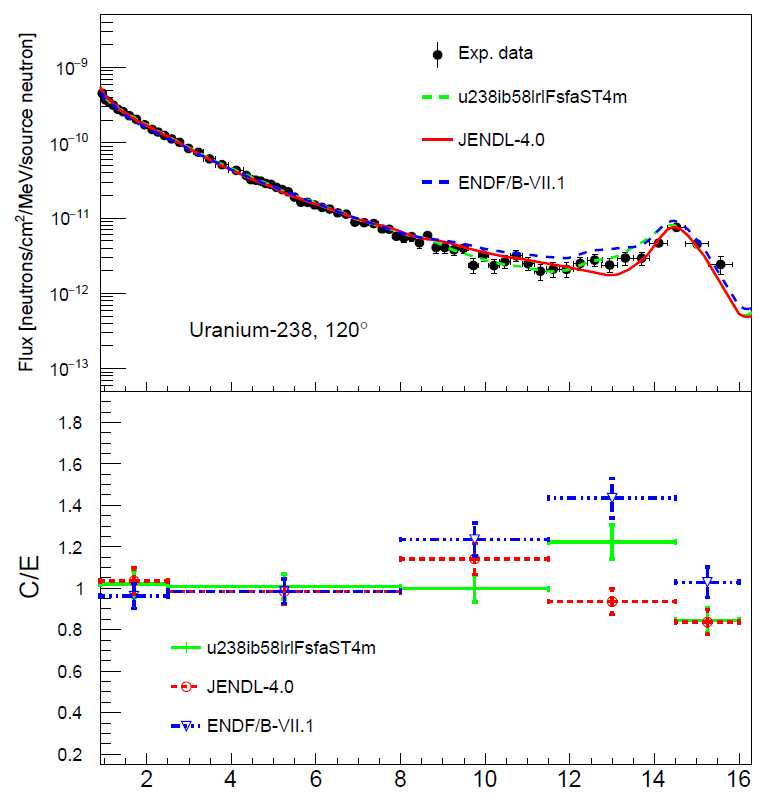 Flux [neutrons/cm²/MeV/source neutron]
10⁻⁹
10⁻¹⁰
10⁻¹¹
10⁻¹²
10⁻¹³
Exp. data
u238ib58lrlFsfaST4m
JENDL-4.0
ENDF/B-VII.1
Uranium-238, 120°
C/E
1.8
1.6
1.4
1.2
1
0.8
0.6
0.4
0.2
u238ib58lrlFsfaST4m
JENDL-4.0
ENDF/B-VII.1
2 4 6 8 10 12 14 16